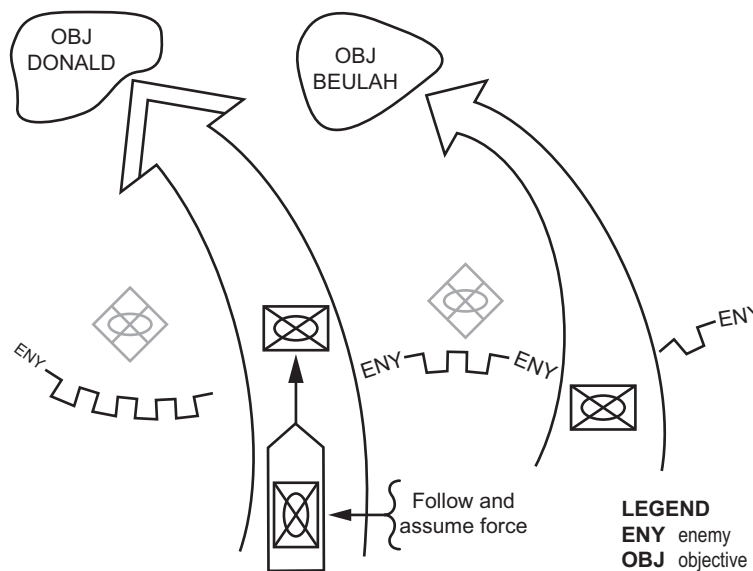 OBJ
DONALD
OBJ
BEULAH
ENY
ENY
ENY
ENY
Follow and
assume force
LEGEND
ENY enemy
OBJ objective